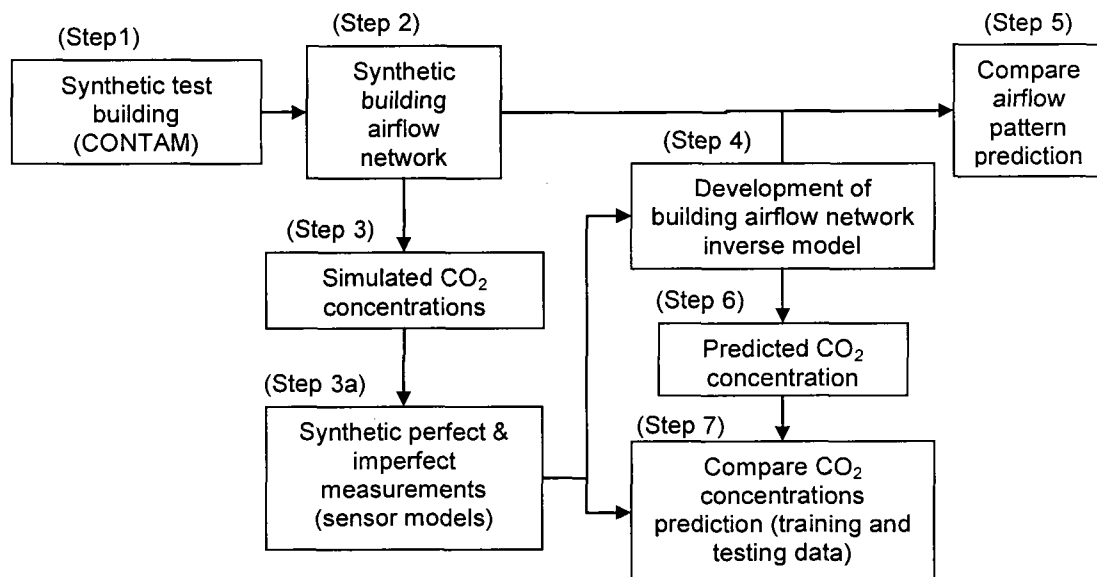 (Step1)
Synthetic test
building
(CONTAM)
(Step 2)
Synthetic
building
airflow
network
(Step 5)
Compare
airflow
pattern
prediction
(Step 4)
Development of
building airflow network
inverse model
(Step 3)
Simulated CO₂
concentrations
(Step 6)
Predicted CO₂
concentration
(Step 3a)
Synthetic perfect &
imperfect
measurements
(sensor models)
(Step 7)
Compare CO₂
concentrations
prediction (training and
testing data)